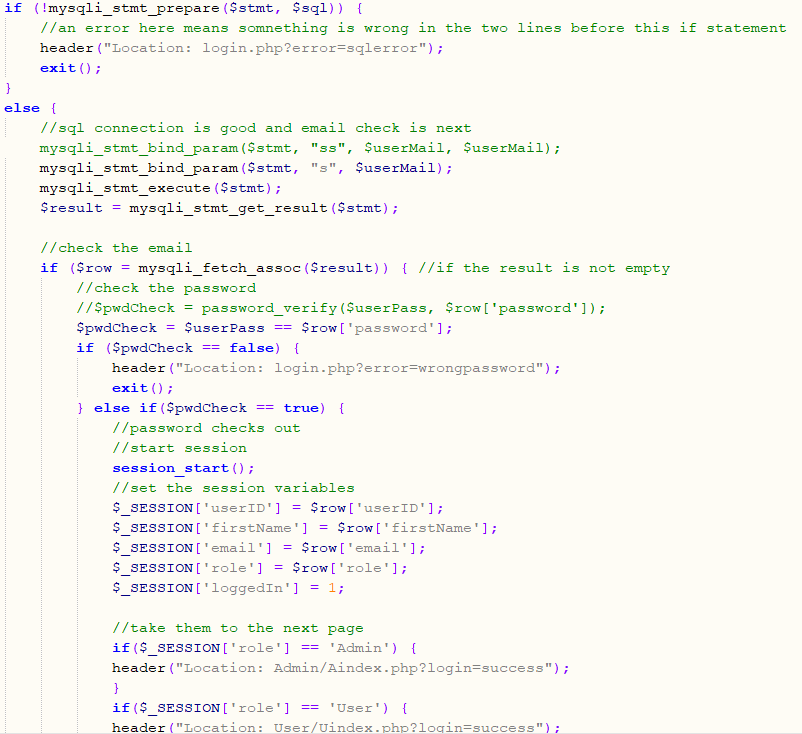 if (!mysqli_stmt_prepare($stmt, $sql)) {
//an error here means somnething is wrong in the two lines before this if statement
header("Location: login.php?error=sqlerror");
exit();
}
else {
//sql connection is good and email check is next
mysqli_stmt_bind_param($stmt, "ss", $userMail, $userMail);
mysqli_stmt_bind_param($stmt, "s", $userMail);
mysqli_stmt_execute($stmt);
$result = mysqli_stmt_get_result($stmt);
//check the email
if ($row = mysqli_fetch_assoc($result)) { //if the result is not empty
//check the password
//$pwdCheck = password_verify($userPass, $row['password']);
$pwdCheck = $userPass == $row['password'];
if ($pwdCheck == false) {
header("Location: login.php?error=wrongpassword");
exit();
} else if($pwdCheck == true) {
//password checks out
//start session
session_start();
//set the session variables
$_SESSION['userID'] = $row['userID'];
$_SESSION['firstName'] = $row['firstName'];
$_SESSION['email'] = $row['email'];
$_SESSION['role'] = $row['role'];
$_SESSION['loggedIn'] = 1;
//take them to the next page
if($_SESSION['role'] == 'Admin') {
header("Location: Admin/Aindex.php?login=success");
}
if($_SESSION['role'] == 'User') {
header("Location: User/Uindex.php?login=success");